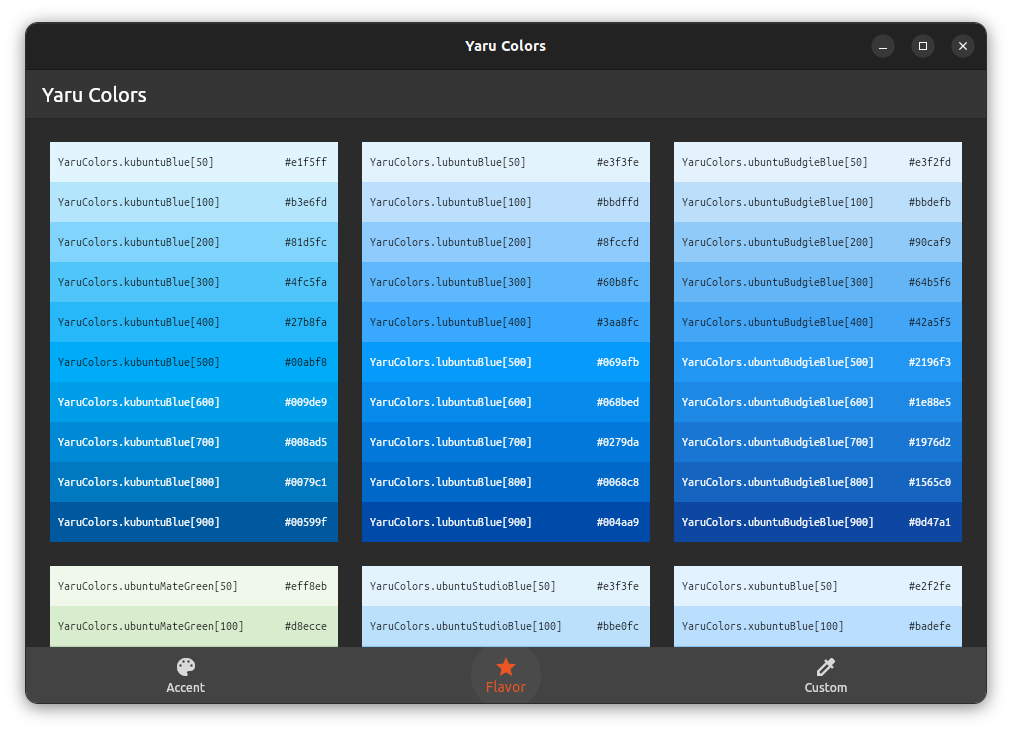 Yaru Colors
Yaru Colors
YaruColors.kubuntuBlue[50] #e1f5ff
YaruColors.kubuntuBlue[100] #b3e6fd
YaruColors.kubuntuBlue[200] #81d5fc
YaruColors.kubuntuBlue[300] #4fc5fa
YaruColors.kubuntuBlue[400] #27b8fa
YaruColors.kubuntuBlue[500] #00abf8
YaruColors.kubuntuBlue[600] #009de9
YaruColors.kubuntuBlue[700] #008ad5
YaruColors.kubuntuBlue[800] #0079c1
YaruColors.kubuntuBlue[900] #00599f
YaruColors.lubuntuBlue[50] #e3f3fe
YaruColors.lubuntuBlue[100] #bbdffd
YaruColors.lubuntuBlue[200] #8fccfd
YaruColors.lubuntuBlue[300] #60b8fc
YaruColors.lubuntuBlue[400] #3aa8fc
YaruColors.lubuntuBlue[500] #069afb
YaruColors.lubuntuBlue[600] #068bed
YaruColors.lubuntuBlue[700] #0279da
YaruColors.lubuntuBlue[800] #0068c8
YaruColors.lubuntuBlue[900] #004aa9
YaruColors.ubuntuBudgieBlue[50] #e3f2fd
YaruColors.ubuntuBudgieBlue[100] #bbdefb
YaruColors.ubuntuBudgieBlue[200] #90caf9
YaruColors.ubuntuBudgieBlue[300] #64b5f6
YaruColors.ubuntuBudgieBlue[400] #42a5f5
YaruColors.ubuntuBudgieBlue[500] #2196f3
YaruColors.ubuntuBudgieBlue[600] #1e88e5
YaruColors.ubuntuBudgieBlue[700] #1976d2
YaruColors.ubuntuBudgieBlue[800] #1565c0
YaruColors.ubuntuBudgieBlue[900] #0d47a1
YaruColors.ubuntuMateGreen[50] #eff8eb
YaruColors.ubuntuMateGreen[100] #d8ecce
YaruColors.ubuntuStudioBlue[50] #e3f3fe
YaruColors.ubuntuStudioBlue[100] #bbe0fc
YaruColors.xubuntuBlue[50] #e2f2fe
YaruColors.xubuntuBlue[100] #badefe
Accent
Flavor
Custom